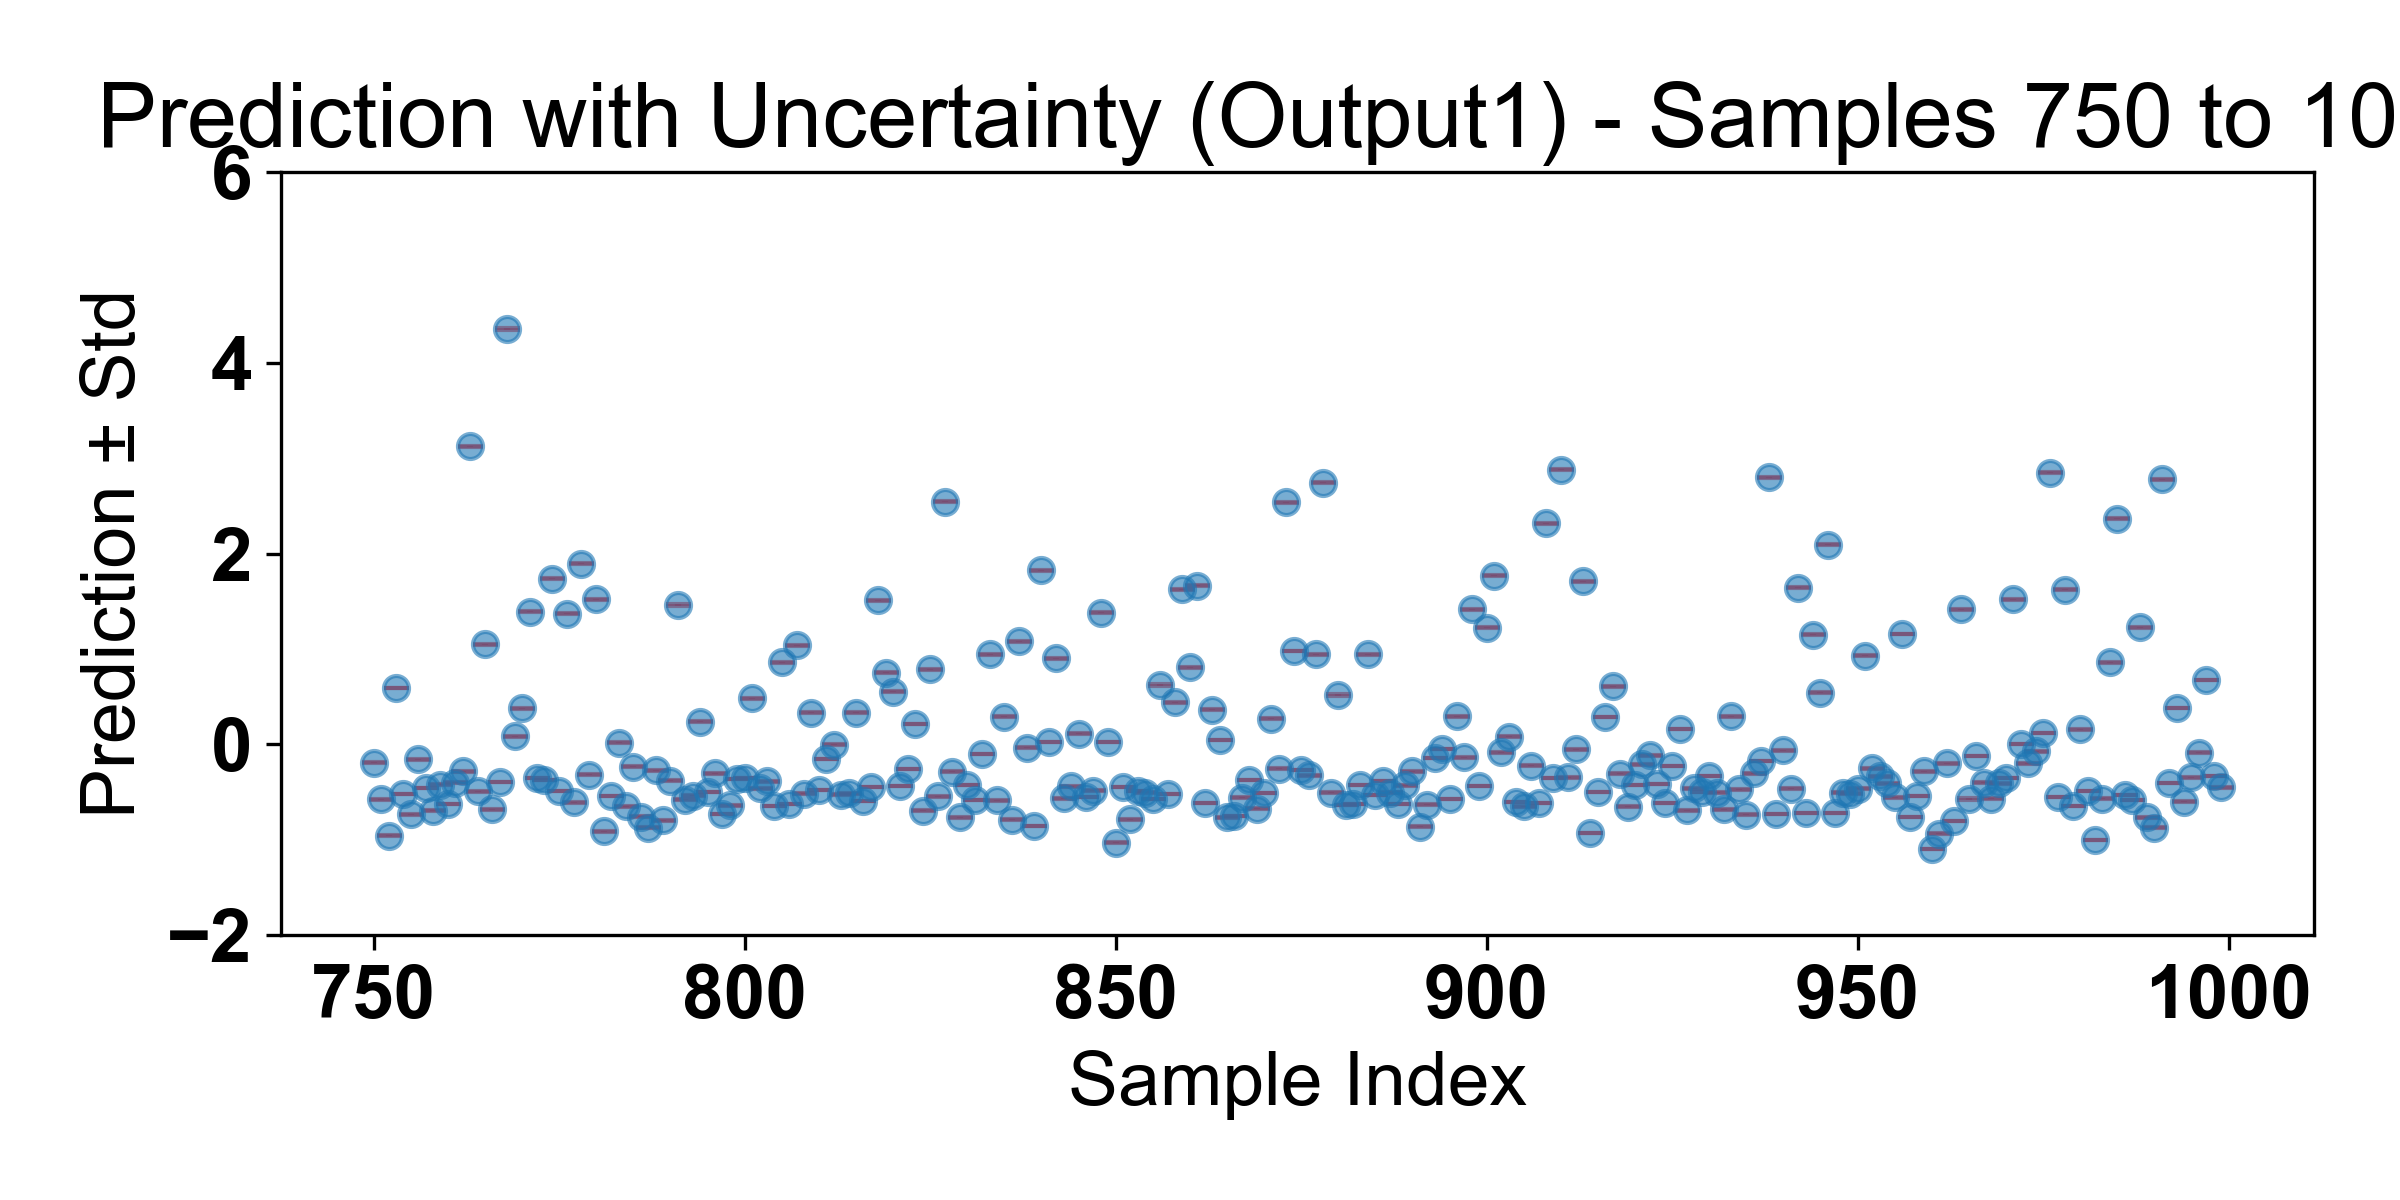 Prediction with Uncertainty (Output1) - Samples 750 to 10
Prediction ± Std
6
4
2
0
−2
750 800 850 900 950 1000
Sample Index